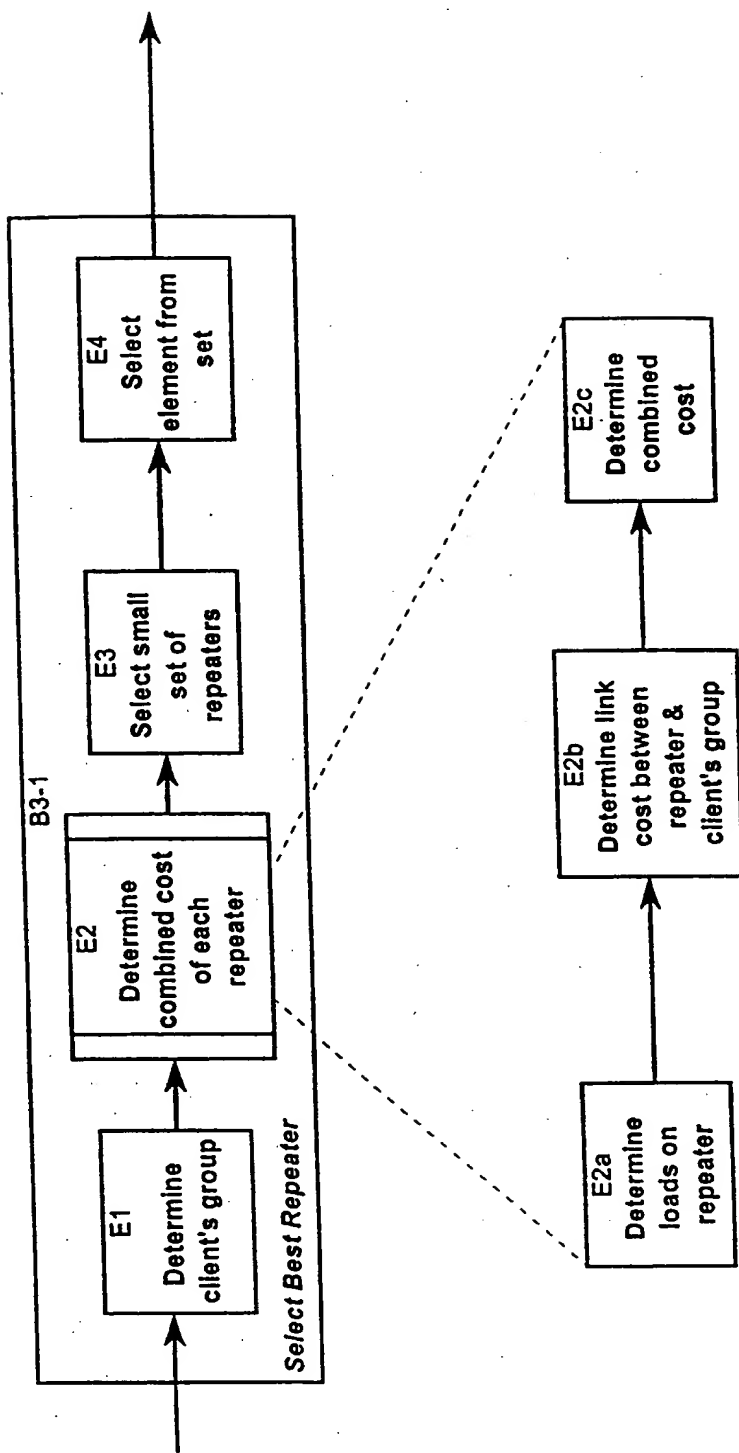 B3-1
E1
Determine
client's group
E2
Determine
combined cost
of each
repeater
E3
Select small
set of
repeaters
E4
Select
element from
set
Select Best Repeater
E2a
Determine
loads on
repeater
E2b
Determine link
cost between
repeater &
client's group
E2c
Determine
combined
cost